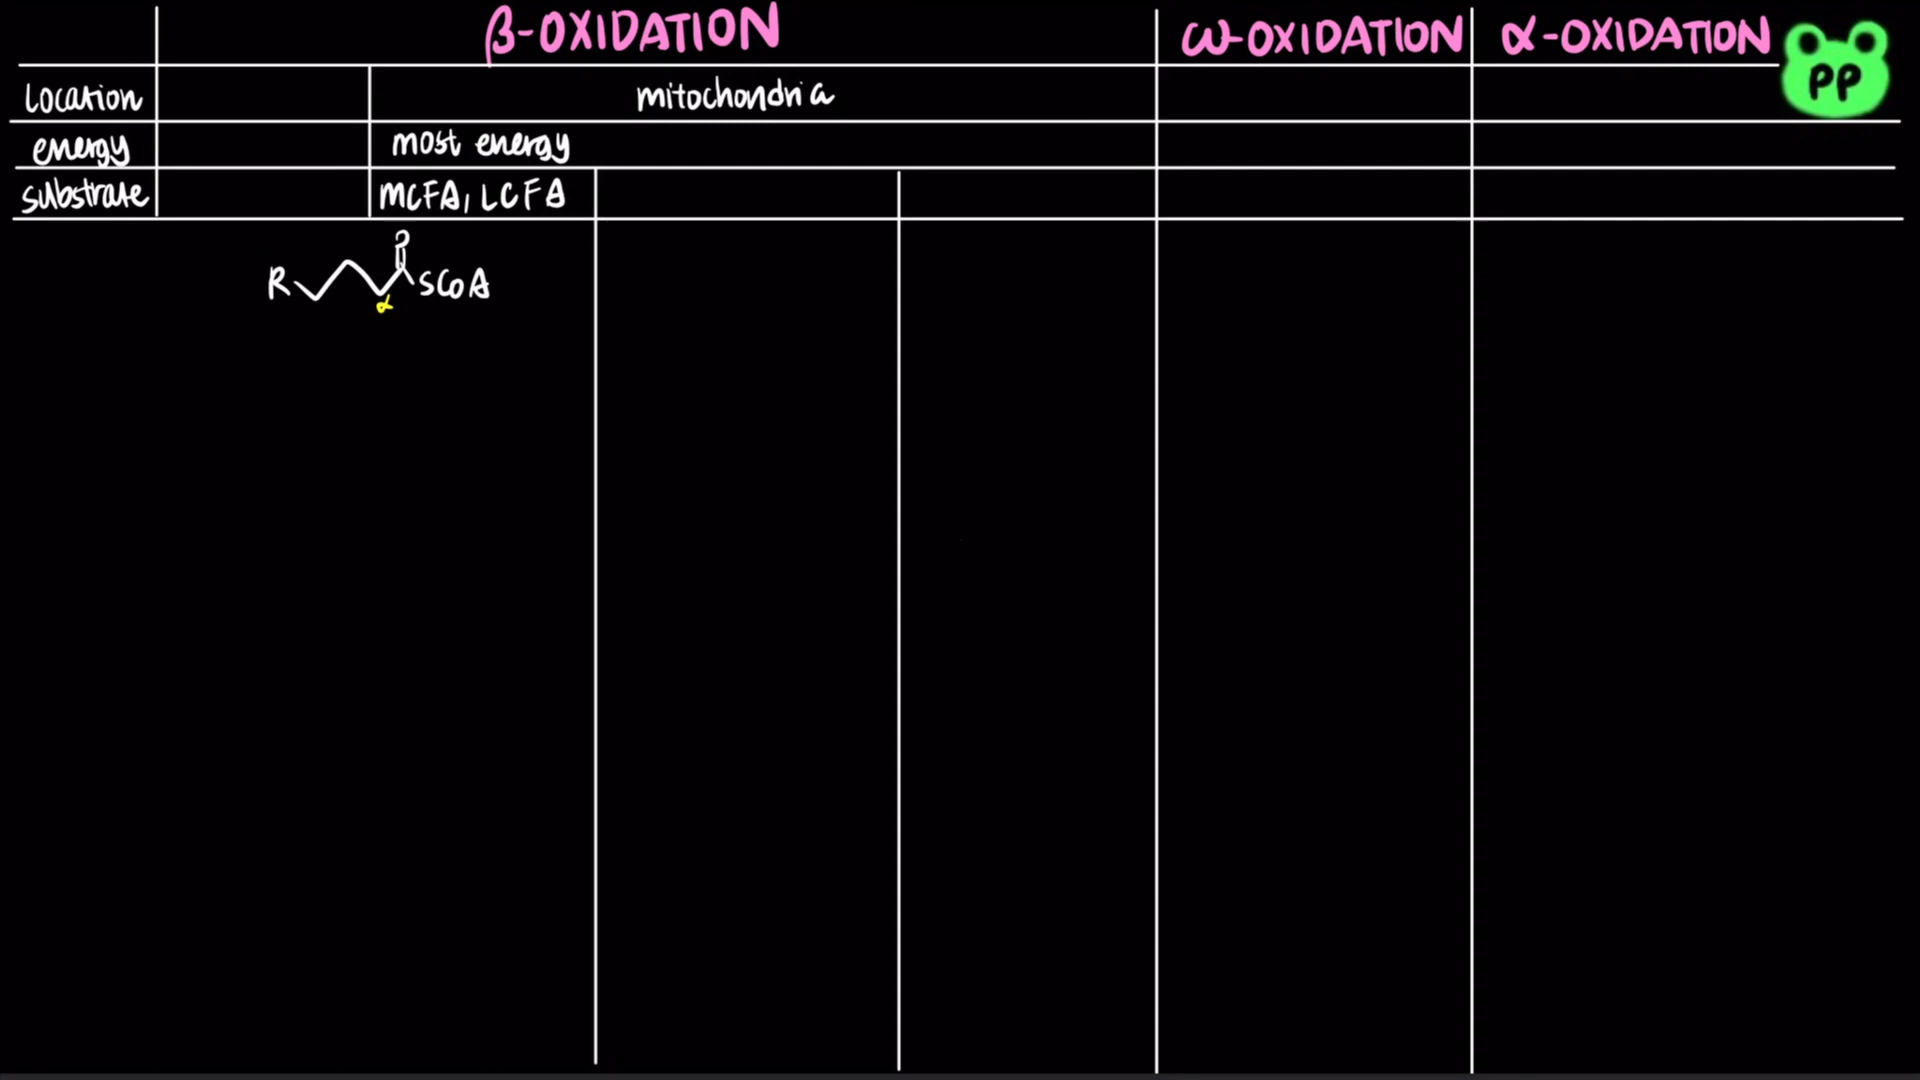 β-OXIDATION ω-OXIDATION α-OXIDATION
PP
location mitochondria
energy most energy
substrate MCFA, LCFA
O
R SCoA
α